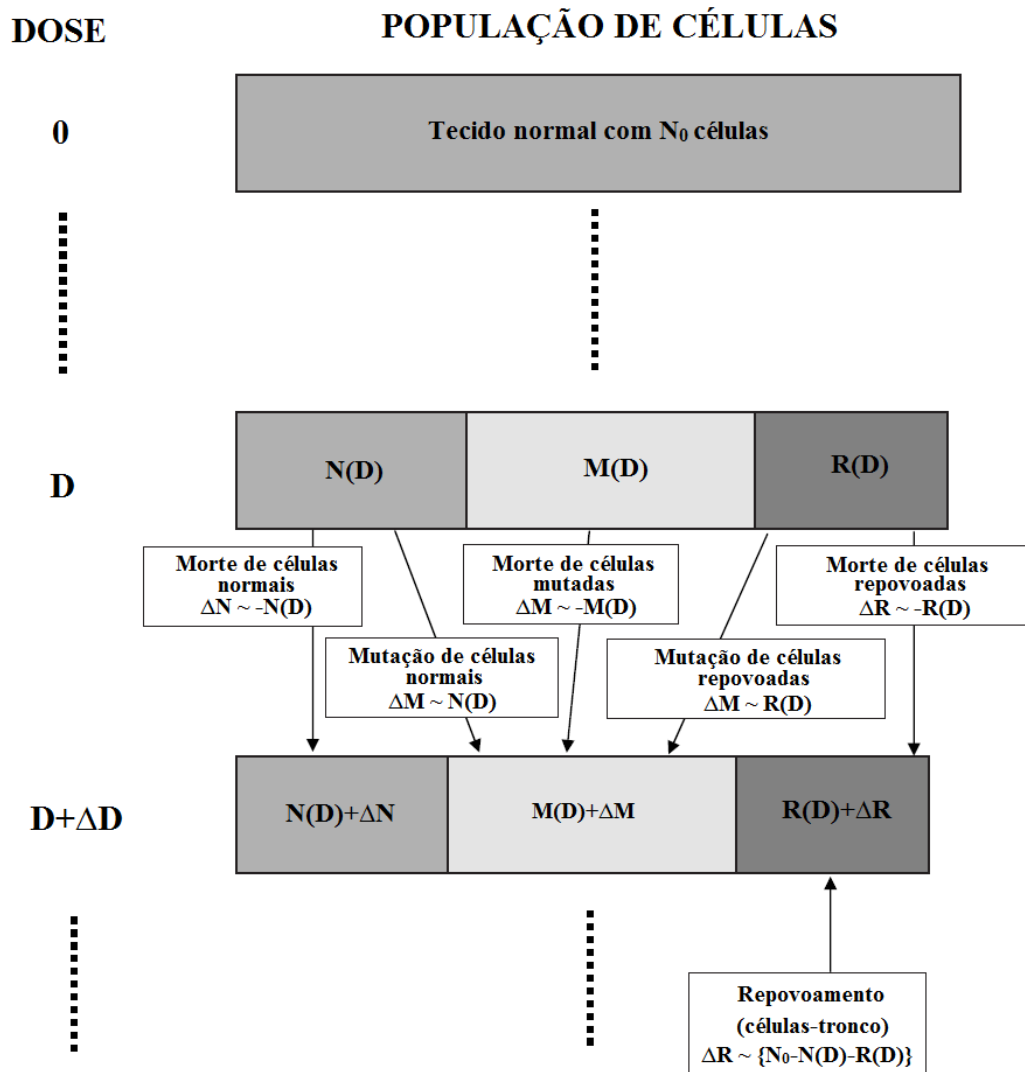 DOSE
POPULAÇÃO DE CÉLULAS
0
Tecido normal com N₀ células
D
N(D)
M(D)
R(D)
Morte de células
normais
ΔN ~ -N(D)
Morte de células
mutadas
ΔM ~ -M(D)
Morte de células
repovoadas
ΔR ~ -R(D)
Mutação de células
normais
ΔM ~ N(D)
Mutação de células
repovoadas
ΔM ~ R(D)
D+ΔD
N(D)+ΔN
M(D)+ΔM
R(D)+ΔR
Repovoamento
(células-tronco)
ΔR ~ {N₀-N(D)-R(D)}